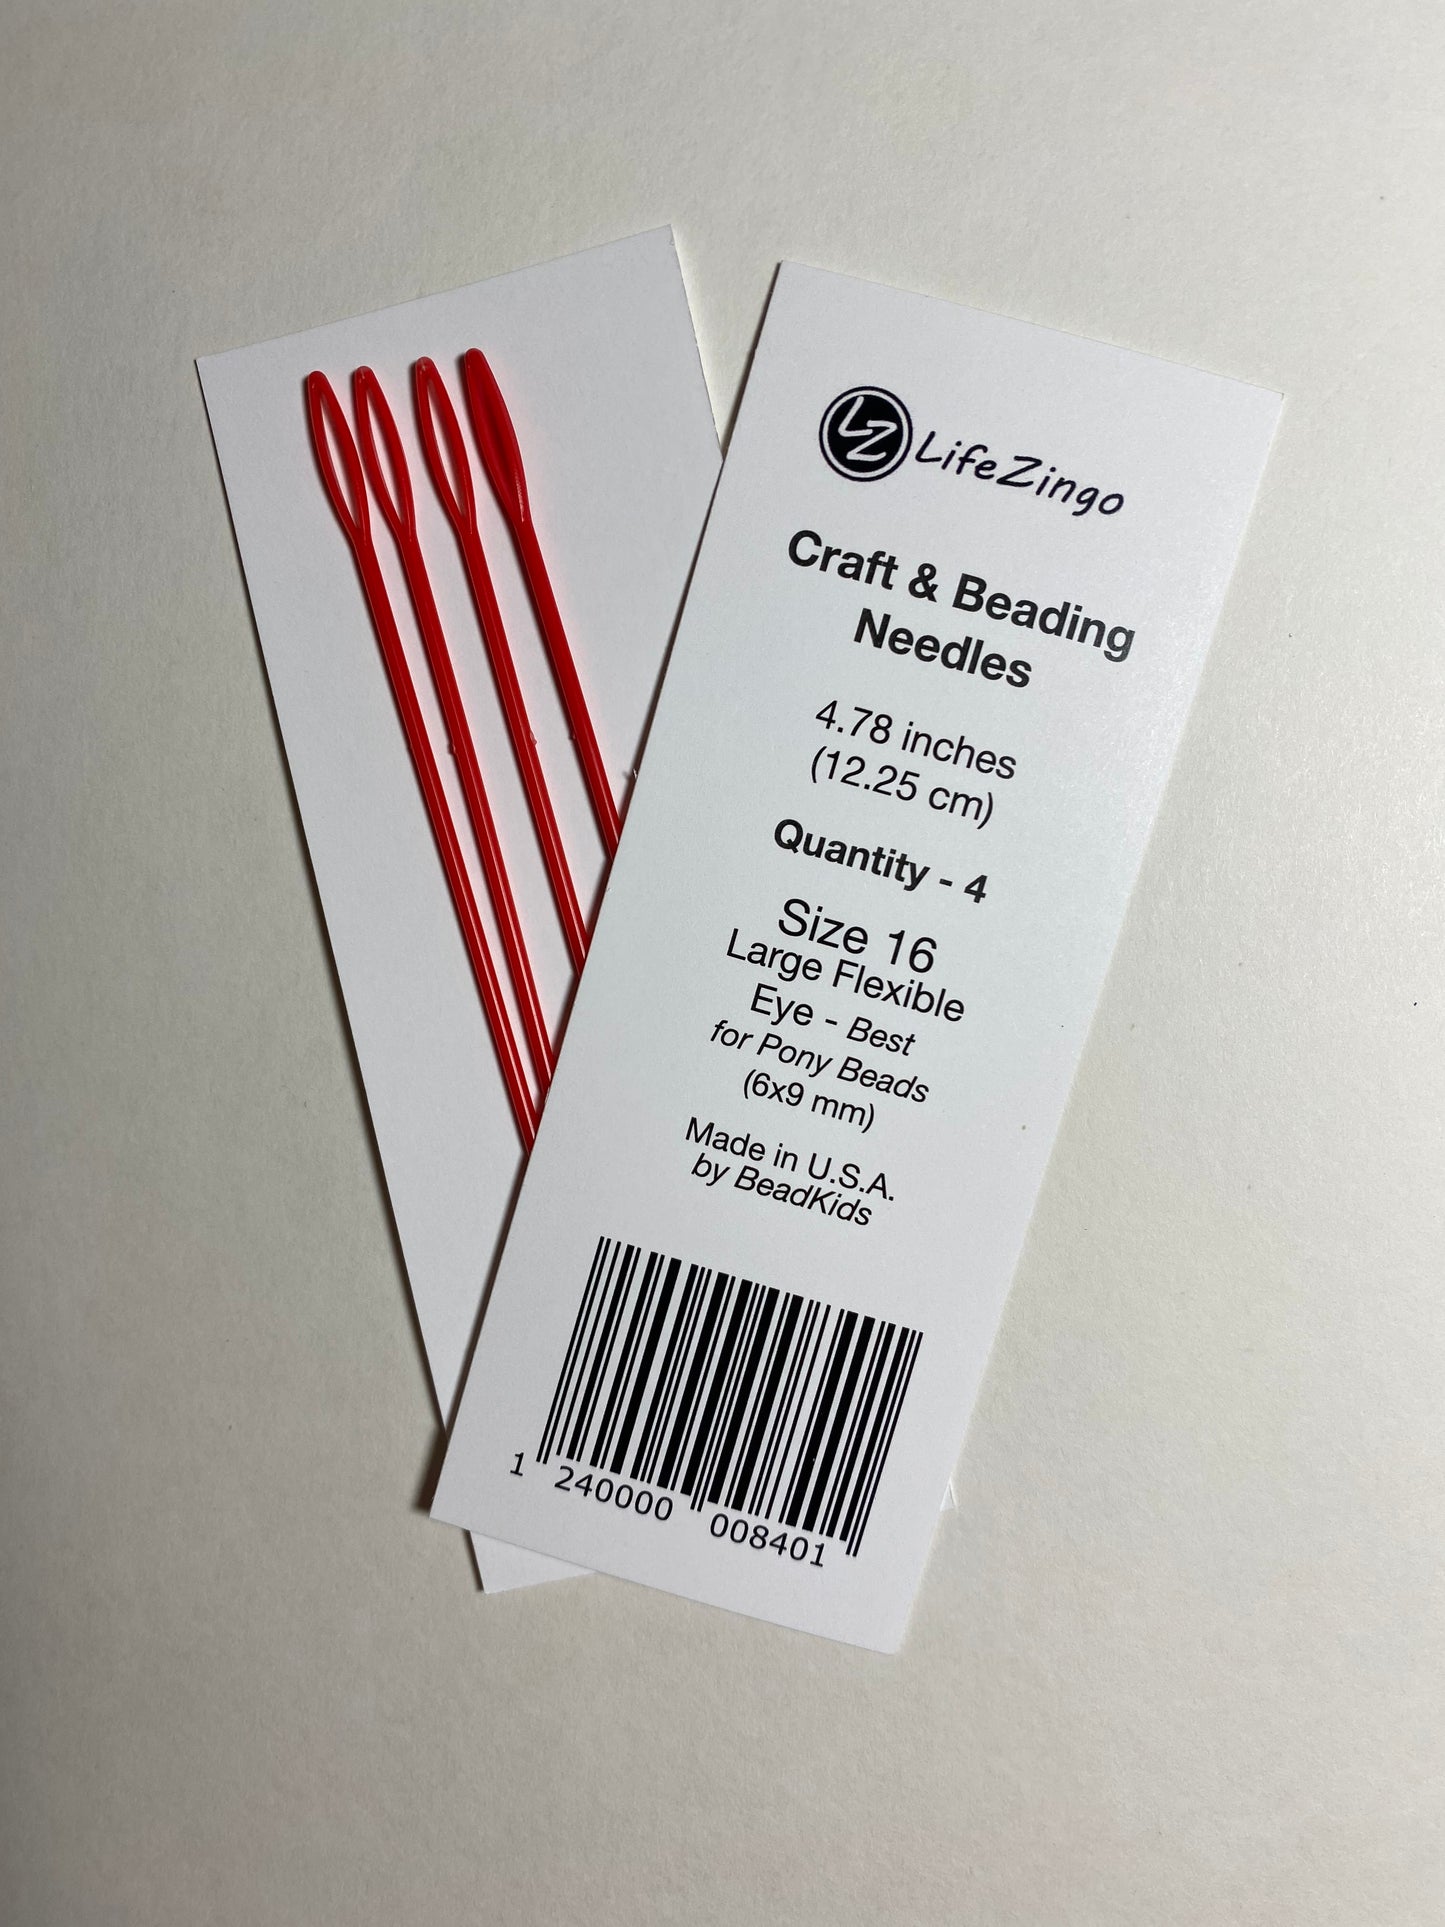 LZ LifeZingo
Craft & Beading
Needles
4.78 inches
(12.25 cm)
Quantity - 4
Size 16
Large Flexible
Eye - Best
for Pony Beads
(6x9 mm)
Made in U.S.A.
by BeadKids
1 240000 008401